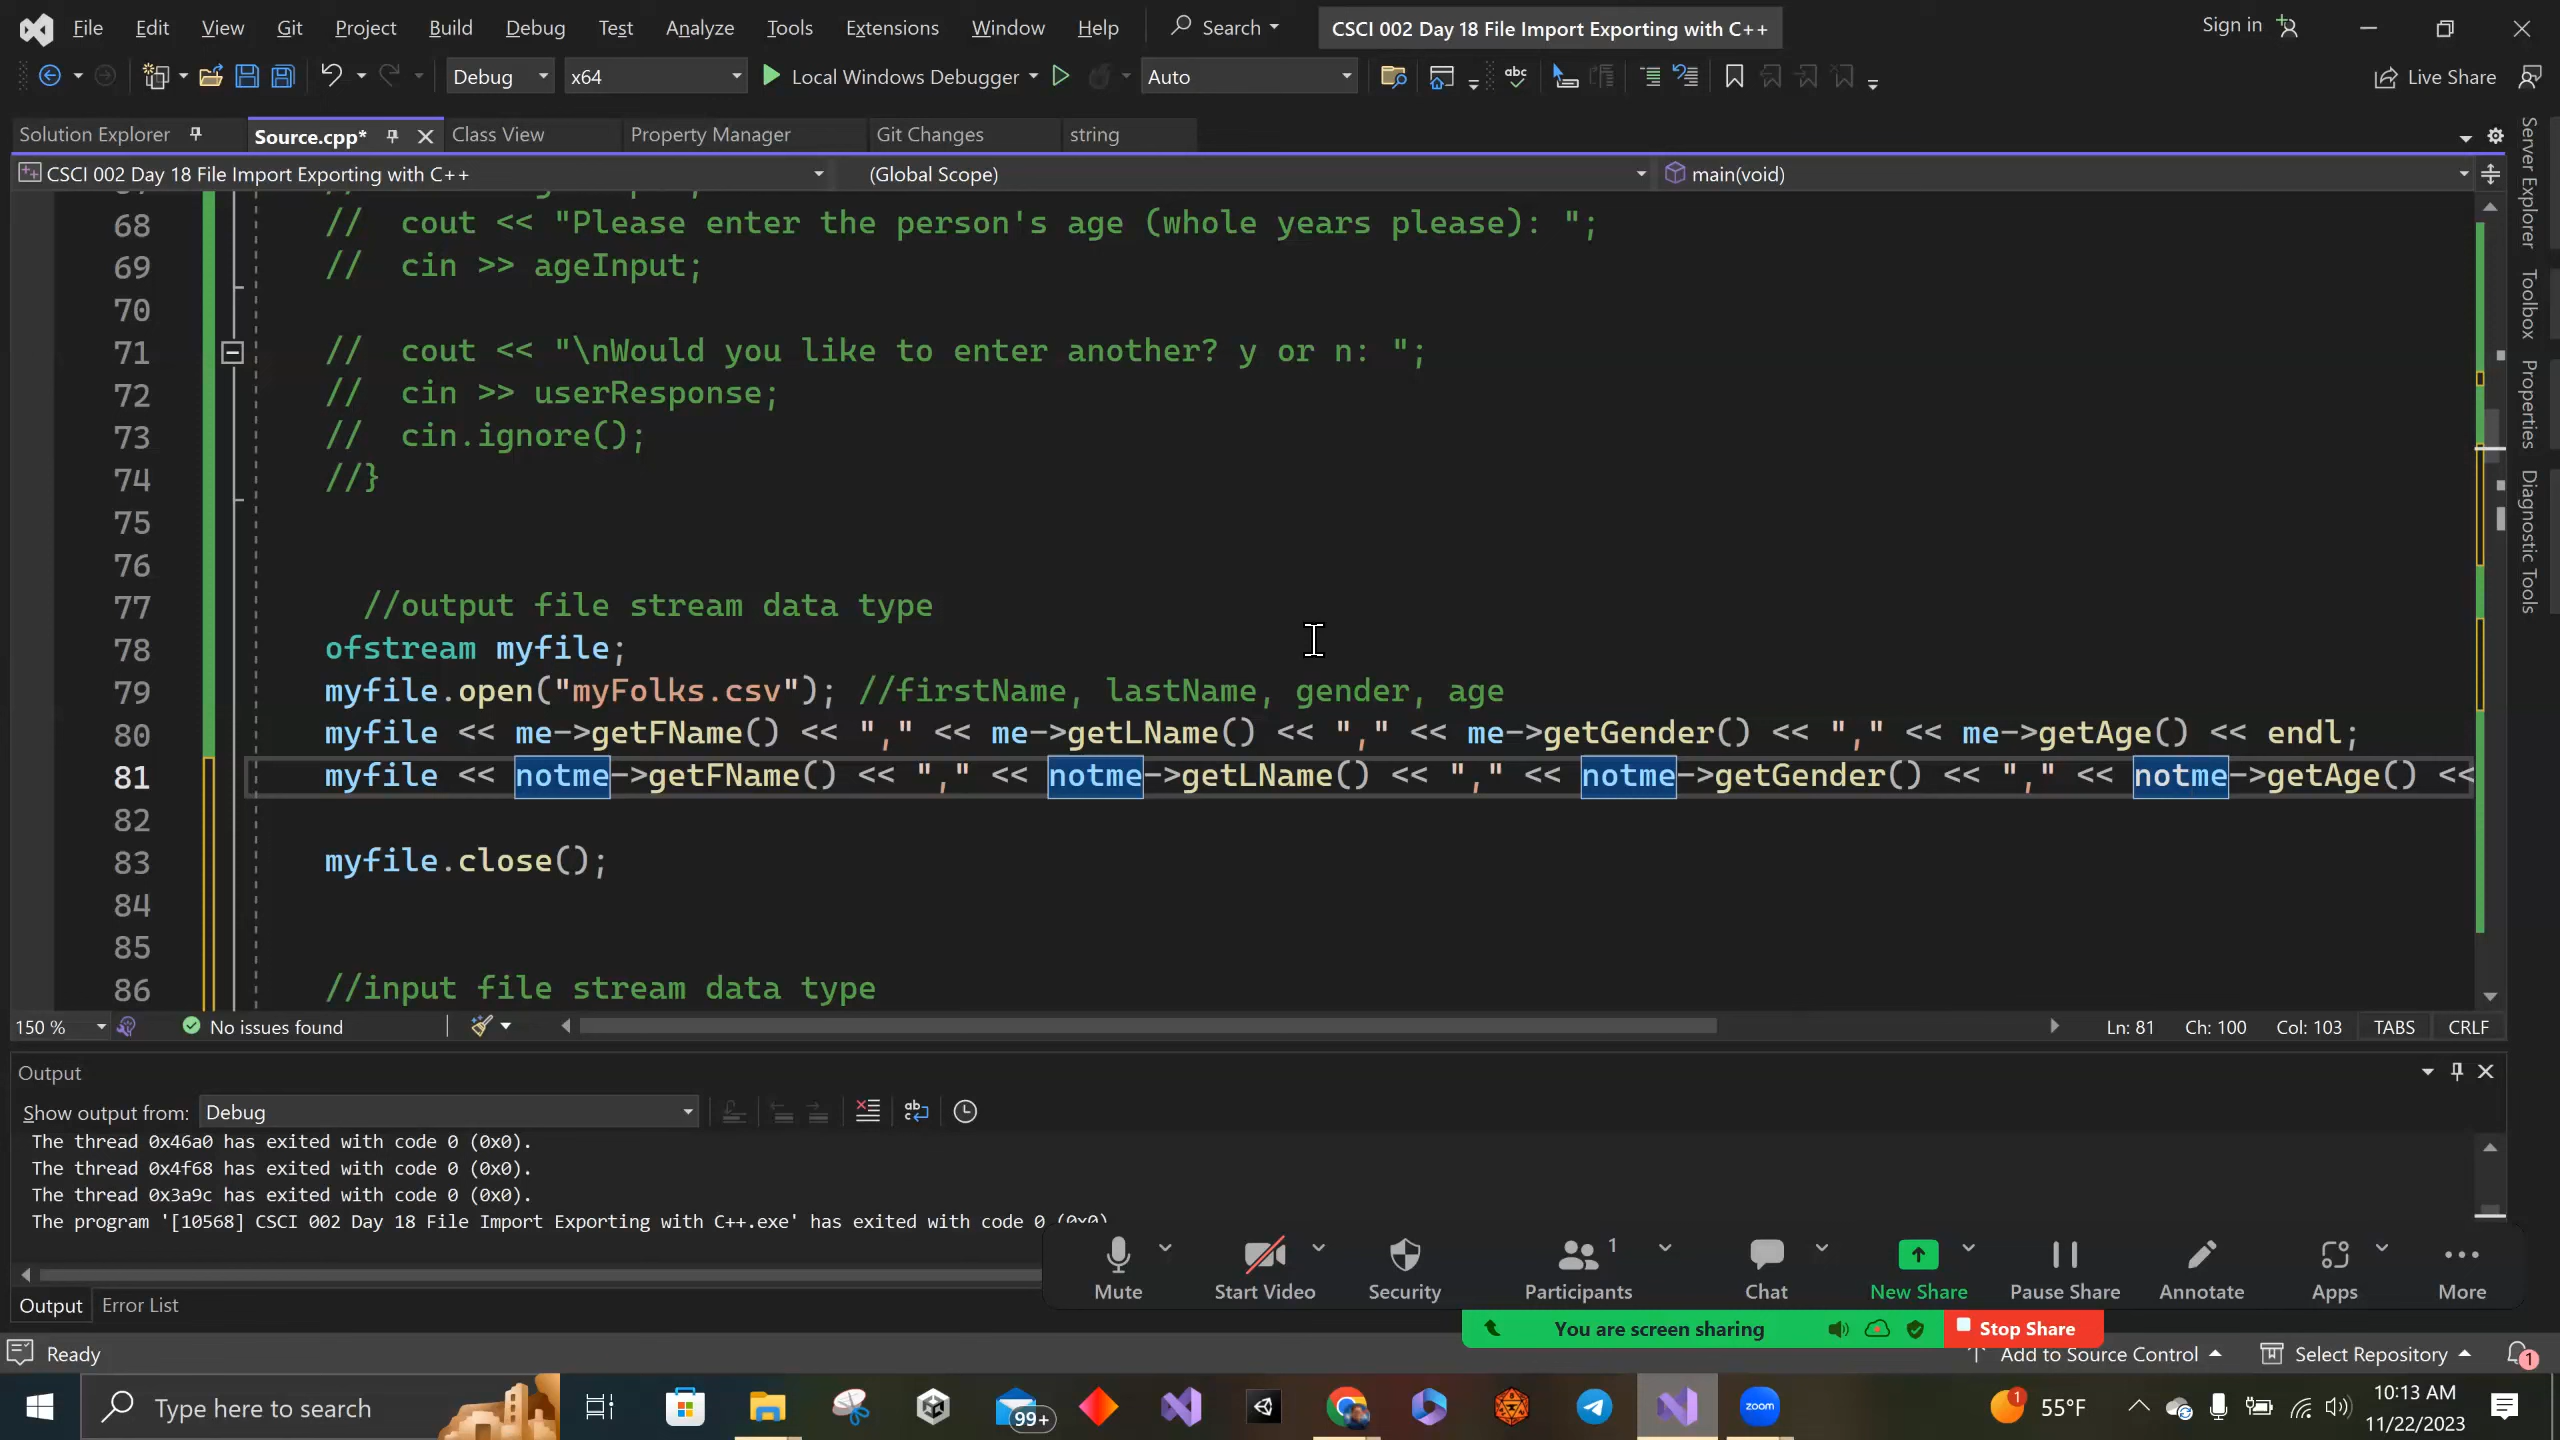 File Edit View Git Project Build Debug Test Analyze Tools Extensions Window Help Search CSCI 002 Day 18 File Import Exporting with C++ Sign in
Debug x64 Local Windows Debugger Auto Live Share
Solution Explorer Source.cpp* Class View Property Manager Git Changes string
CSCI 002 Day 18 File Import Exporting with C++ (Global Scope) main(void)
68 // cout << "Please enter the person's age (whole years please): ";
69 // cin >> ageInput;
70
71 // cout << "\nWould you like to enter another? y or n: ";
72 // cin >> userResponse;
73 // cin.ignore();
74 //}
75
76
77 //output file stream data type
78 ofstream myfile;
79 myfile.open("myFolks.csv"); //firstName, lastName, gender, age
80 myfile << me->getFName() << "," << me->getLName() << "," << me->getGender() << "," << me->getAge() << endl;
81 myfile << notme->getFName() << "," << notme->getLName() << "," << notme->getGender() << "," << notme->getAge() <<
82
83 myfile.close();
84
85
86 //input file stream data type
Server Explorer
Toolbox
Properties
Diagnostic Tools
150 % No issues found Ln: 81 Ch: 100 Col: 103 TABS CRLF
Output
Show output from: Debug
The thread 0x46a0 has exited with code 0 (0x0).
The thread 0x4f68 has exited with code 0 (0x0).
The thread 0x3a9c has exited with code 0 (0x0).
The program '[10568] CSCI 002 Day 18 File Import Exporting with C++.exe' has exited with code 0 (0x0)
Output Error List
1
Mute Start Video Security Participants Chat New Share Pause Share Annotate Apps More
You are screen sharing Stop Share
Ready Add to Source Control Select Repository 1
Type here to search 99+ zoom 1 55°F 10:13 AM
11/22/2023